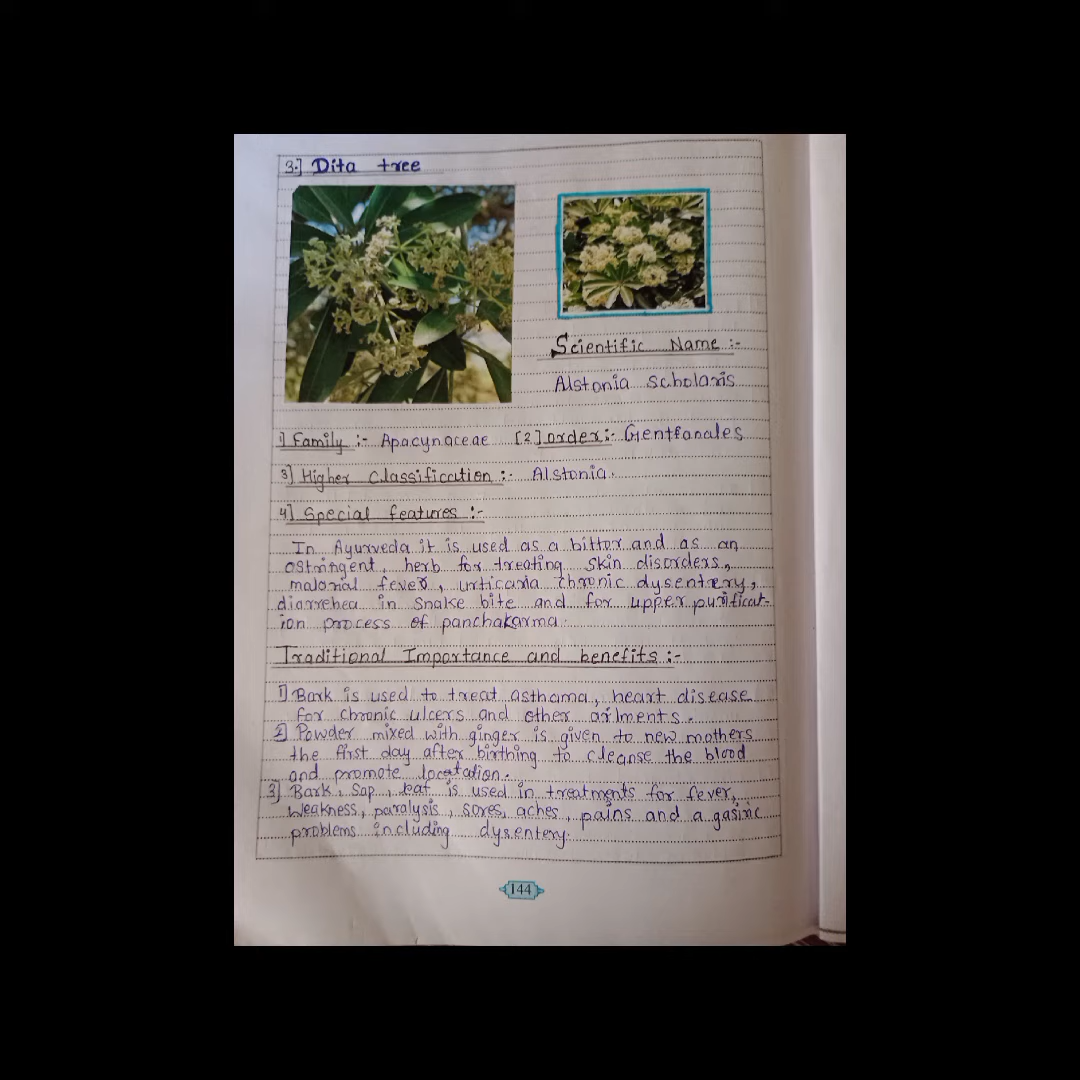 3.] Dita tree
Scientific Name :-
Alstonia scholaris
1] Family :- Apacynaceae [2] order :- Gientianales
3] Higher classification :- Alstonia.
4] Special features :-
In Ayurveda it is used as a bitter and as an
astringent, herb for treating skin disorders,
malarial fever, urticaria chronic dysentrery,
diarrehea in snake bite and for upper purificat-
ion process of panchakarma.
Traditional Importance and benefits :-
1] Bark is used to treat asthama, heart disease
for chronic ulcers and other ailments.
2] Powder mixed with ginger is given to new mothers
the first day after birthing to cleanse the blood
and promote locatation.
3] Bark, Sap, leaf is used in treatments for fever,
weakness, paralysis, sores, aches, pains and a gastric
problems including dysentery.
144